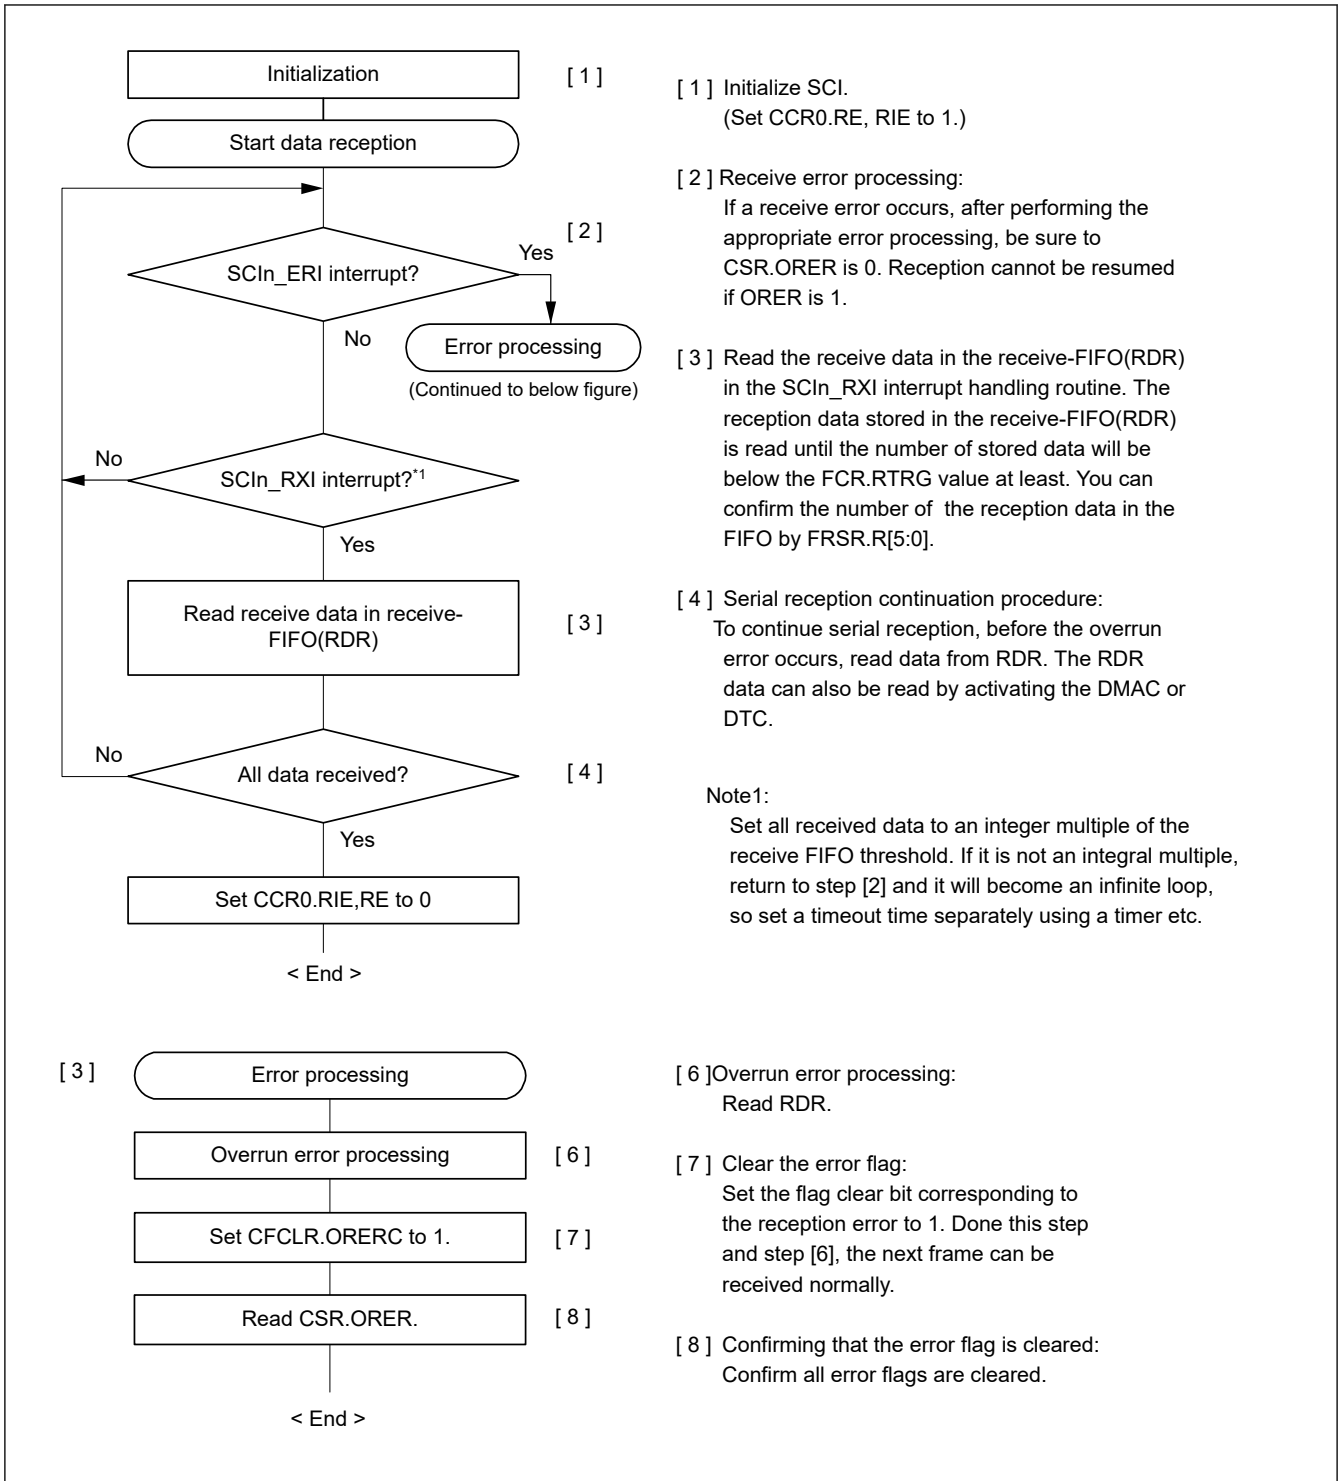 Initialization
[ 1 ]
Start data reception
[ 2 ]
Yes
SCIn_ERI interrupt?
No
Error processing
(Continued to below figure)
No
SCIn_RXI interrupt?*1
Yes
Read receive data in receive-
FIFO(RDR)
[ 3 ]
No
All data received?
[ 4 ]
Yes
Set CCR0.RIE,RE to 0
< End >
[ 1 ] Initialize SCI.
(Set CCR0.RE, RIE to 1.)
[ 2 ] Receive error processing:
If a receive error occurs, after performing the
appropriate error processing, be sure to
CSR.ORER is 0. Reception cannot be resumed
if ORER is 1.
[ 3 ] Read the receive data in the receive-FIFO(RDR)
in the SCIn_RXI interrupt handling routine. The
reception data stored in the receive-FIFO(RDR)
is read until the number of stored data will be
below the FCR.RTRG value at least. You can
confirm the number of the reception data in the
FIFO by FRSR.R[5:0].
[ 4 ] Serial reception continuation procedure:
To continue serial reception, before the overrun
error occurs, read data from RDR. The RDR
data can also be read by activating the DMAC or
DTC.
Note1:
Set all received data to an integer multiple of the
receive FIFO threshold. If it is not an integral multiple,
return to step [2] and it will become an infinite loop,
so set a timeout time separately using a timer etc.
[ 3 ]
Error processing
Overrun error processing
[ 6 ]
Set CFCLR.ORERC to 1.
[ 7 ]
Read CSR.ORER.
[ 8 ]
< End >
[ 6 ]Overrun error processing:
Read RDR.
[ 7 ] Clear the error flag:
Set the flag clear bit corresponding to
the reception error to 1. Done this step
and step [6], the next frame can be
received normally.
[ 8 ] Confirming that the error flag is cleared:
Confirm all error flags are cleared.